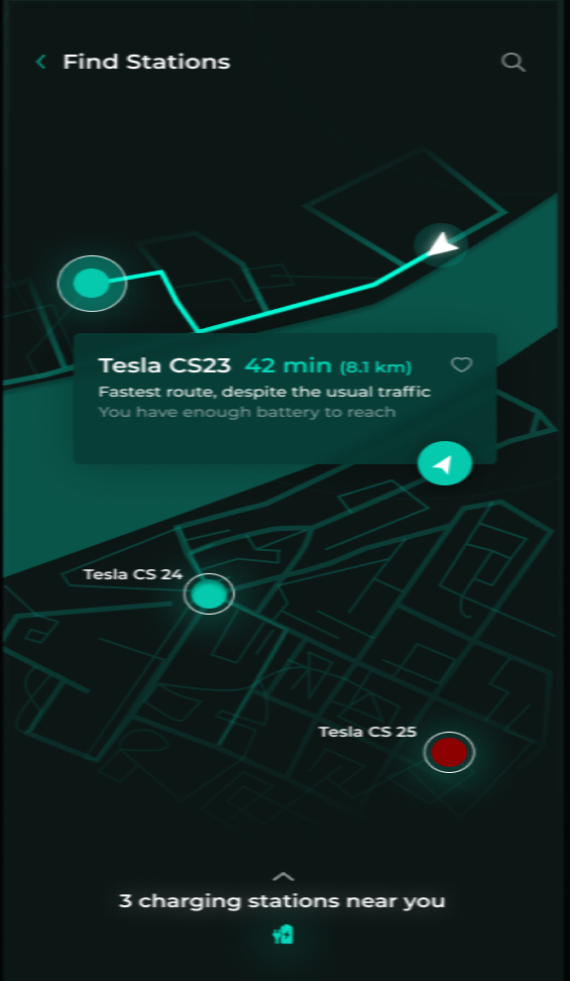 Find Stations
Tesla CS23 42 min (8.1 km)
Fastest route, despite the usual traffic
You have enough battery to reach
Tesla CS 24
Tesla CS 25
3 charging stations near you